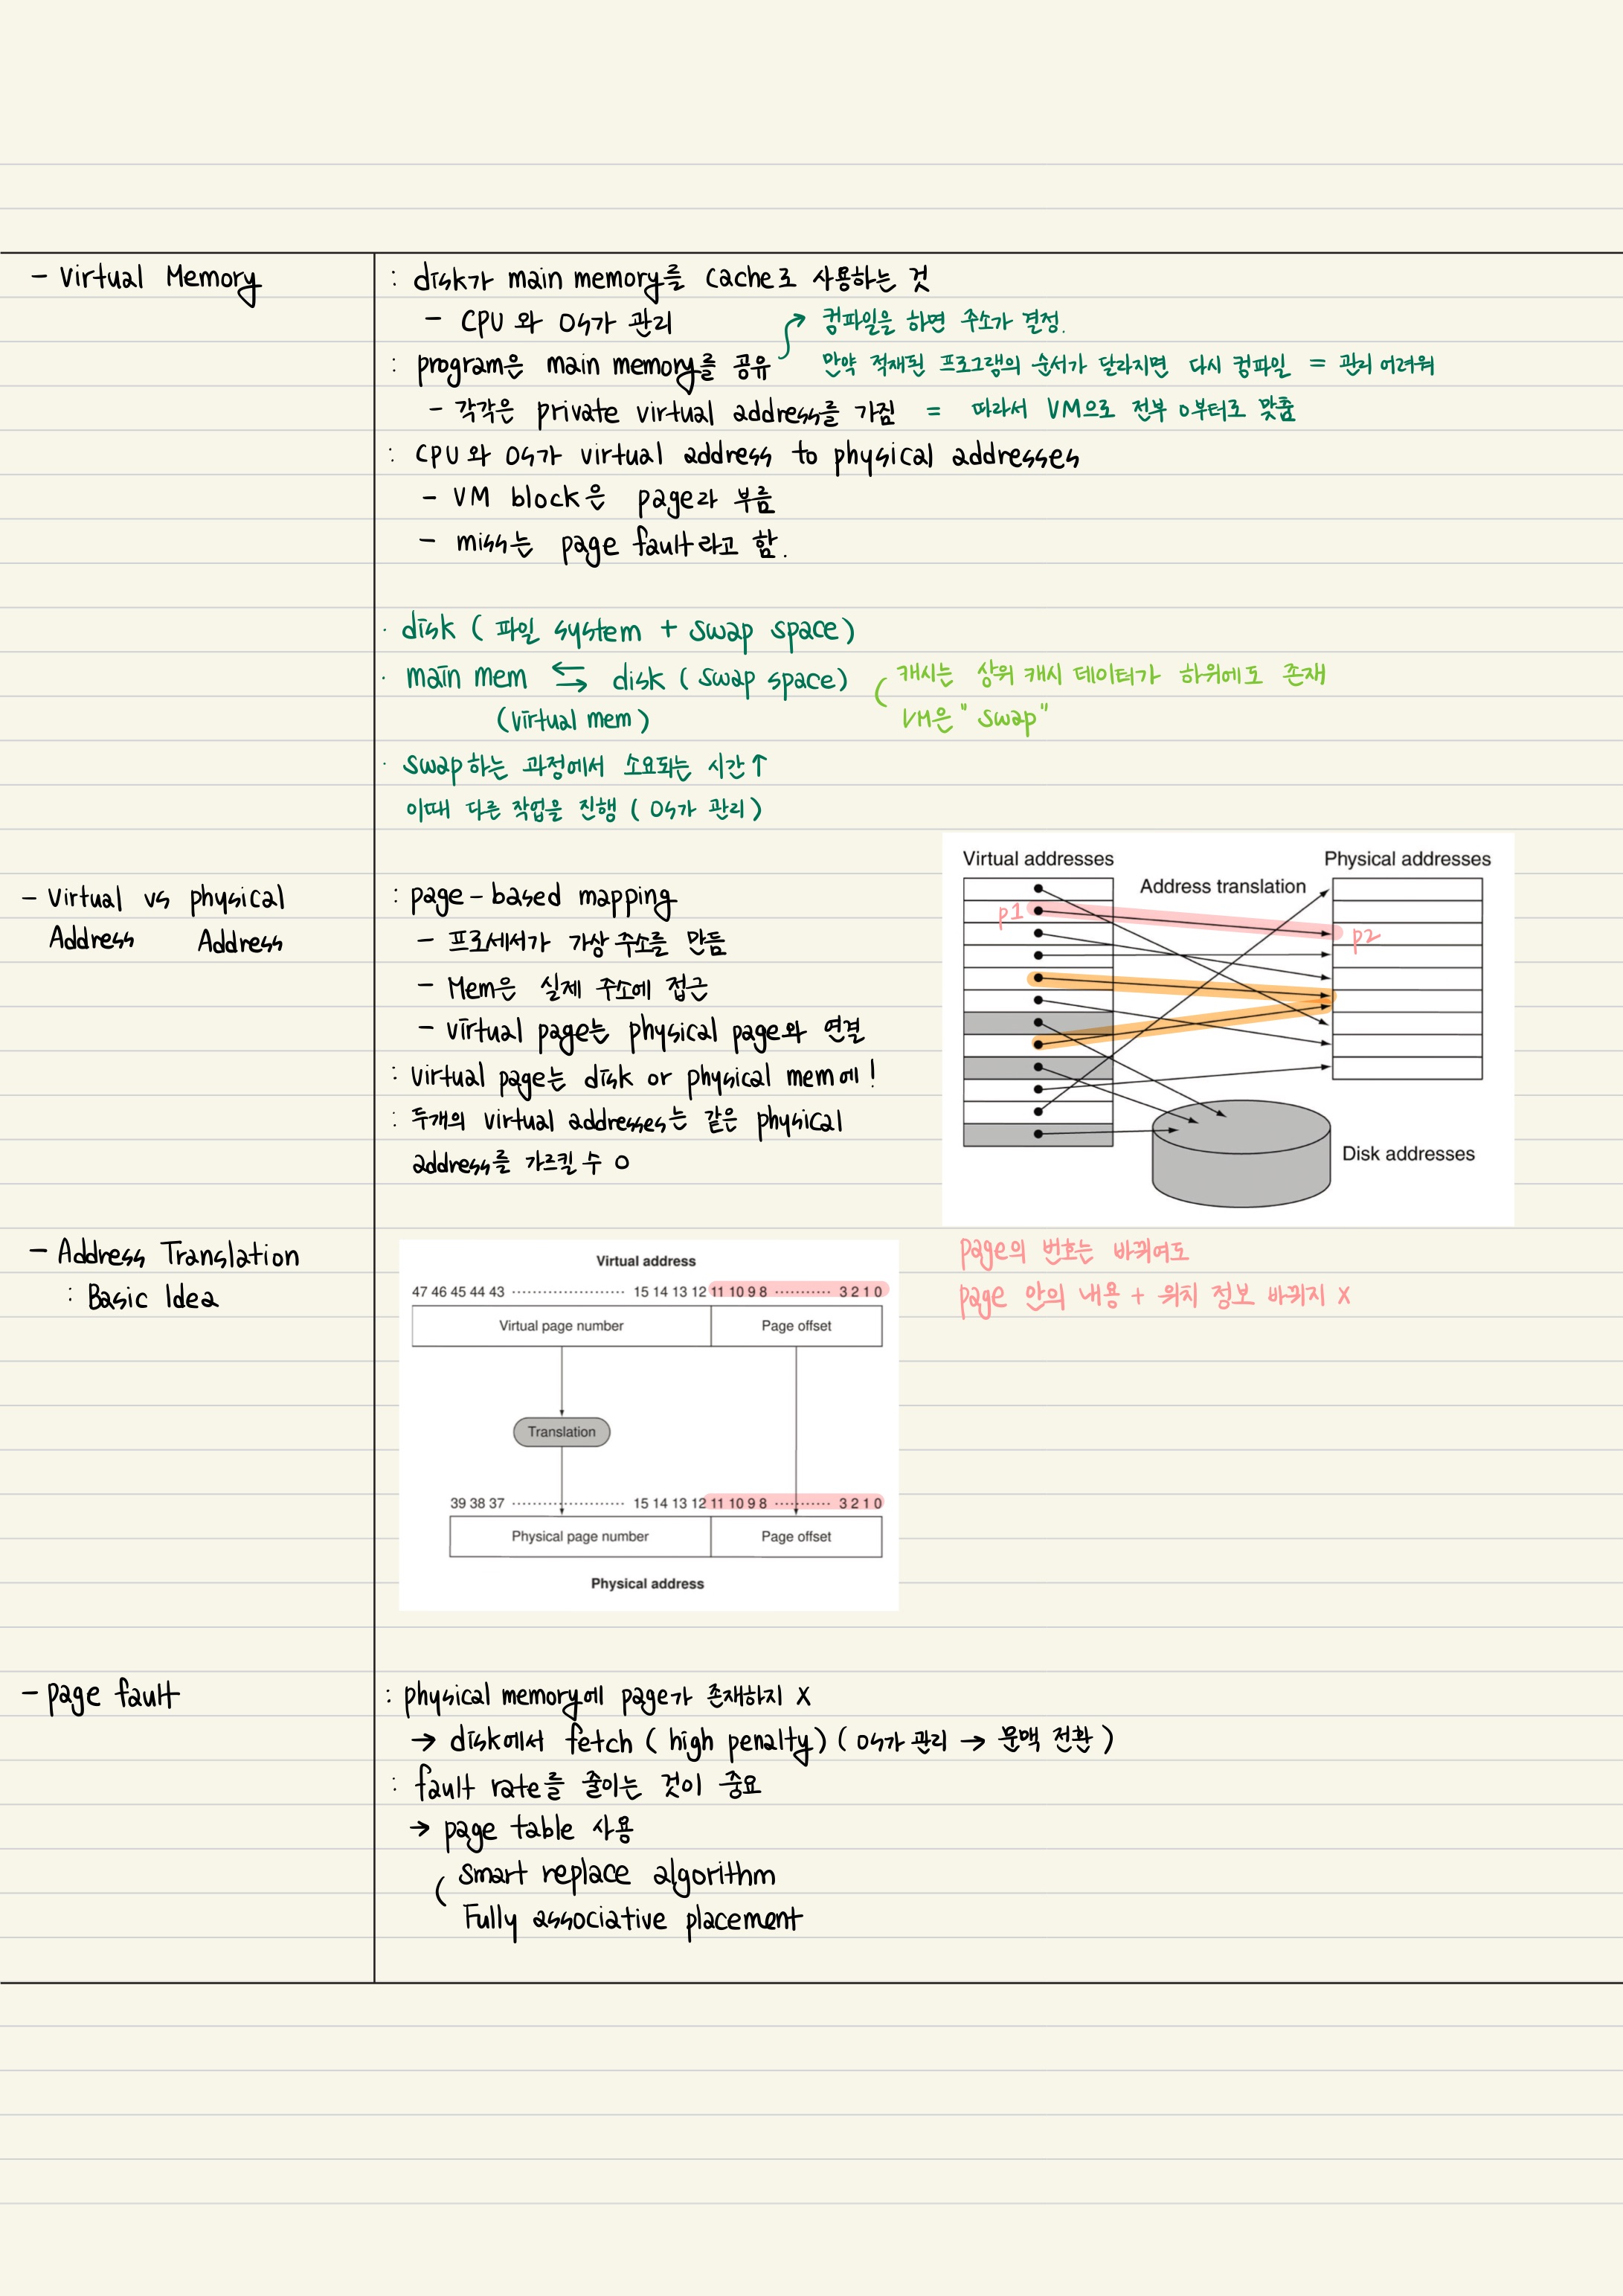 - Virtual Memory
: disk가 main memory를 cache로 사용하는 것
- CPU 와 OS가 관리
컴파일을 하면 주소가 결정.
: program은 main memory를 공유
만약 적재된 프로그램의 순서가 달라지면 다시 컴파일 = 관리 어려워
- 각각은 private virtual address를 가짐 = 따라서 VM으로 전부 0부터로 맞춤
: CPU 와 OS가 virtual address to physical addresses
- VM block은 page라 부름
- miss는 page fault라고 함.
· disk ( 파일 system + swap space)
· main mem ⇆ disk ( swap space)
(virtual mem)
캐시는 상위 캐시 데이터가 하위에도 존재
VM은 " swap"
· swap하는 과정에서 소요되는 시간↑
이때 다른 작업을 진행 ( OS가 관리 )
- Virtual vs physical
Address Address
: page-based mapping
- 프로세서가 가상 주소를 만듬
- Mem은 실제 주소에 접근
- virtual page는 physical page와 연결
: virtual page는 disk or physical mem에!
: 두개의 virtual addresses는 같은 physical
address를 가르킬 수 O
Virtual addresses
Physical addresses
Address translation
p1
p2
Disk addresses
- Address Translation
: Basic Idea
Virtual address
47 46 45 44 43 ····················· 15 14 13 12 11 10 9 8 ··········· 3 2 1 0
Virtual page number
Page offset
Translation
39 38 37 ····················· 15 14 13 12 11 10 9 8 ··········· 3 2 1 0
Physical page number
Page offset
Physical address
page의 번호는 바뀌여도
page 안의 내용 + 위치 정보 바뀌지 X
- page fault
: physical memory에 page가 존재하지 X
→ disk에서 fetch ( high penalty) ( OS가 관리 → 문맥 전환 )
: fault rate를 줄이는 것이 중요
→ page table 사용
( Smart replace algorithm
Fully associative placement